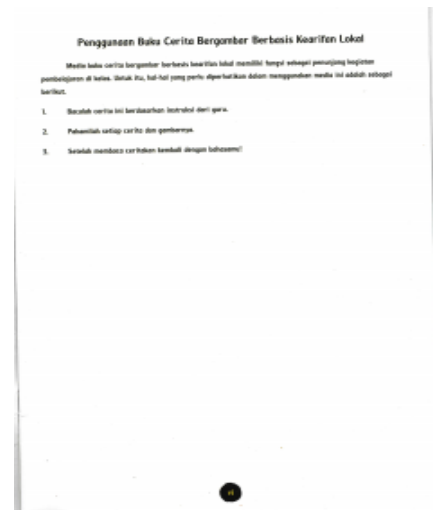 Penggunaan Buku Cerita Bergambar Berbasis Kearifan Lokal
Media buku cerita bergambar berbasis kearifan lokal memiliki fungsi sebagai penunjang kegiatan
pembelajaran di kelas. Untuk itu, hal-hal yang perlu diperhatikan dalam menggunakan media ini adalah sebagai
berikut.
1. Bacalah cerita ini berdasarkan instruksi dari guru.
2. Pahamilah setiap cerita dan gambarnya.
3. Setelah membaca ceritakan kembali dengan bahasamu!